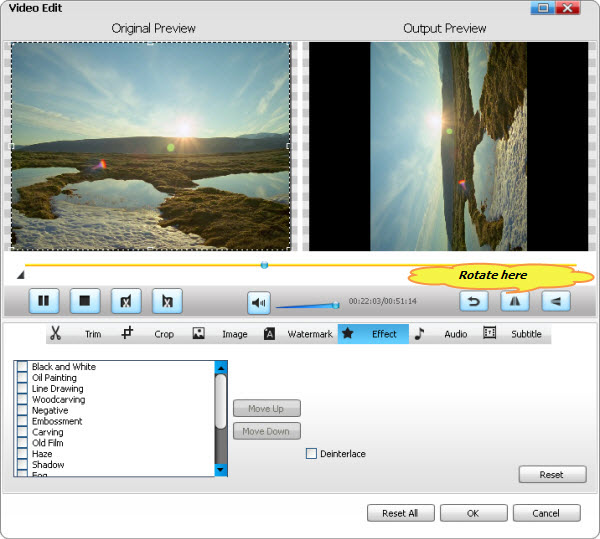 Video Edit
Original Preview
Output Preview
Rotate here
00:22:03/00:51:14
Trim
Crop
Image
A
Watermark
Effect
Audio
T
Subtitle
Black and White
Oil Painting
Line Drawing
Woodcarving
Negative
Embossment
Carving
Old Film
Haze
Shadow
Fog
Move Up
Move Down
Deinterlace
Reset
Reset All
OK
Cancel